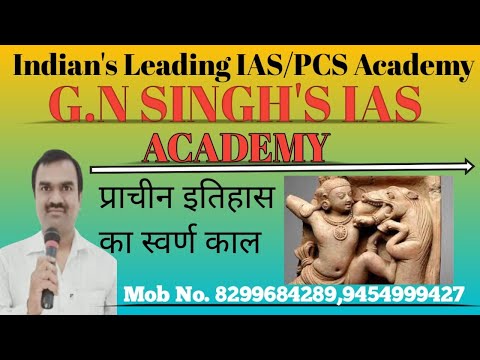 Indian's Leading IAS/PCS Academy
G.N SINGH'S IAS
ACADEMY
प्राचीन इतिहास
का स्वर्ण काल
Mob No. 8299684289,9454999427